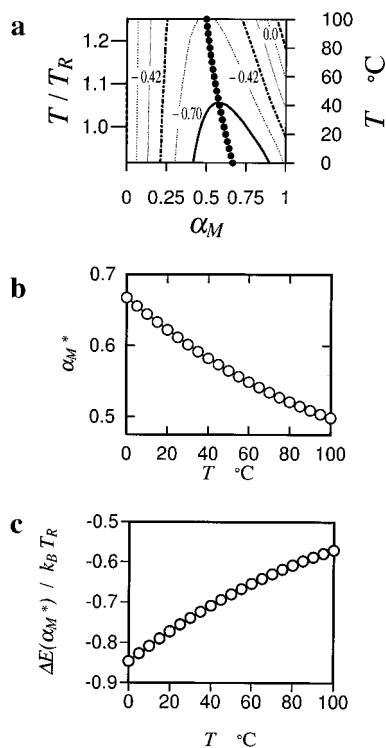 a
T / T_R
1.2
1.1
1.0
0.0
−0.42
−0.42
−0.70
100
80
60
40
20
0
T °C
0 0.25 0.5 0.75 1
α_M
b
α_M*
0.7
0.6
0.5
0 20 40 60 80 100
T °C
c
ΔE(α_M*) / k_B T_R
-0.5
-0.6
-0.7
-0.8
-0.9
0 20 40 60 80 100
T °C